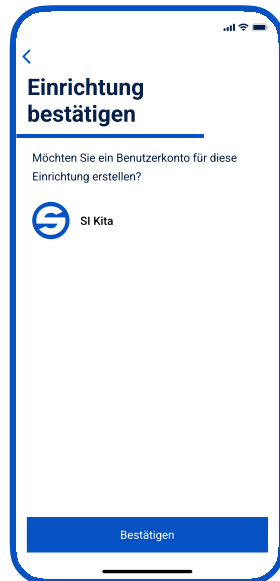 Einrichtung
bestätigen
Möchten Sie ein Benutzerkonto für diese
Einrichtung erstellen?
SI Kita
Bestätigen